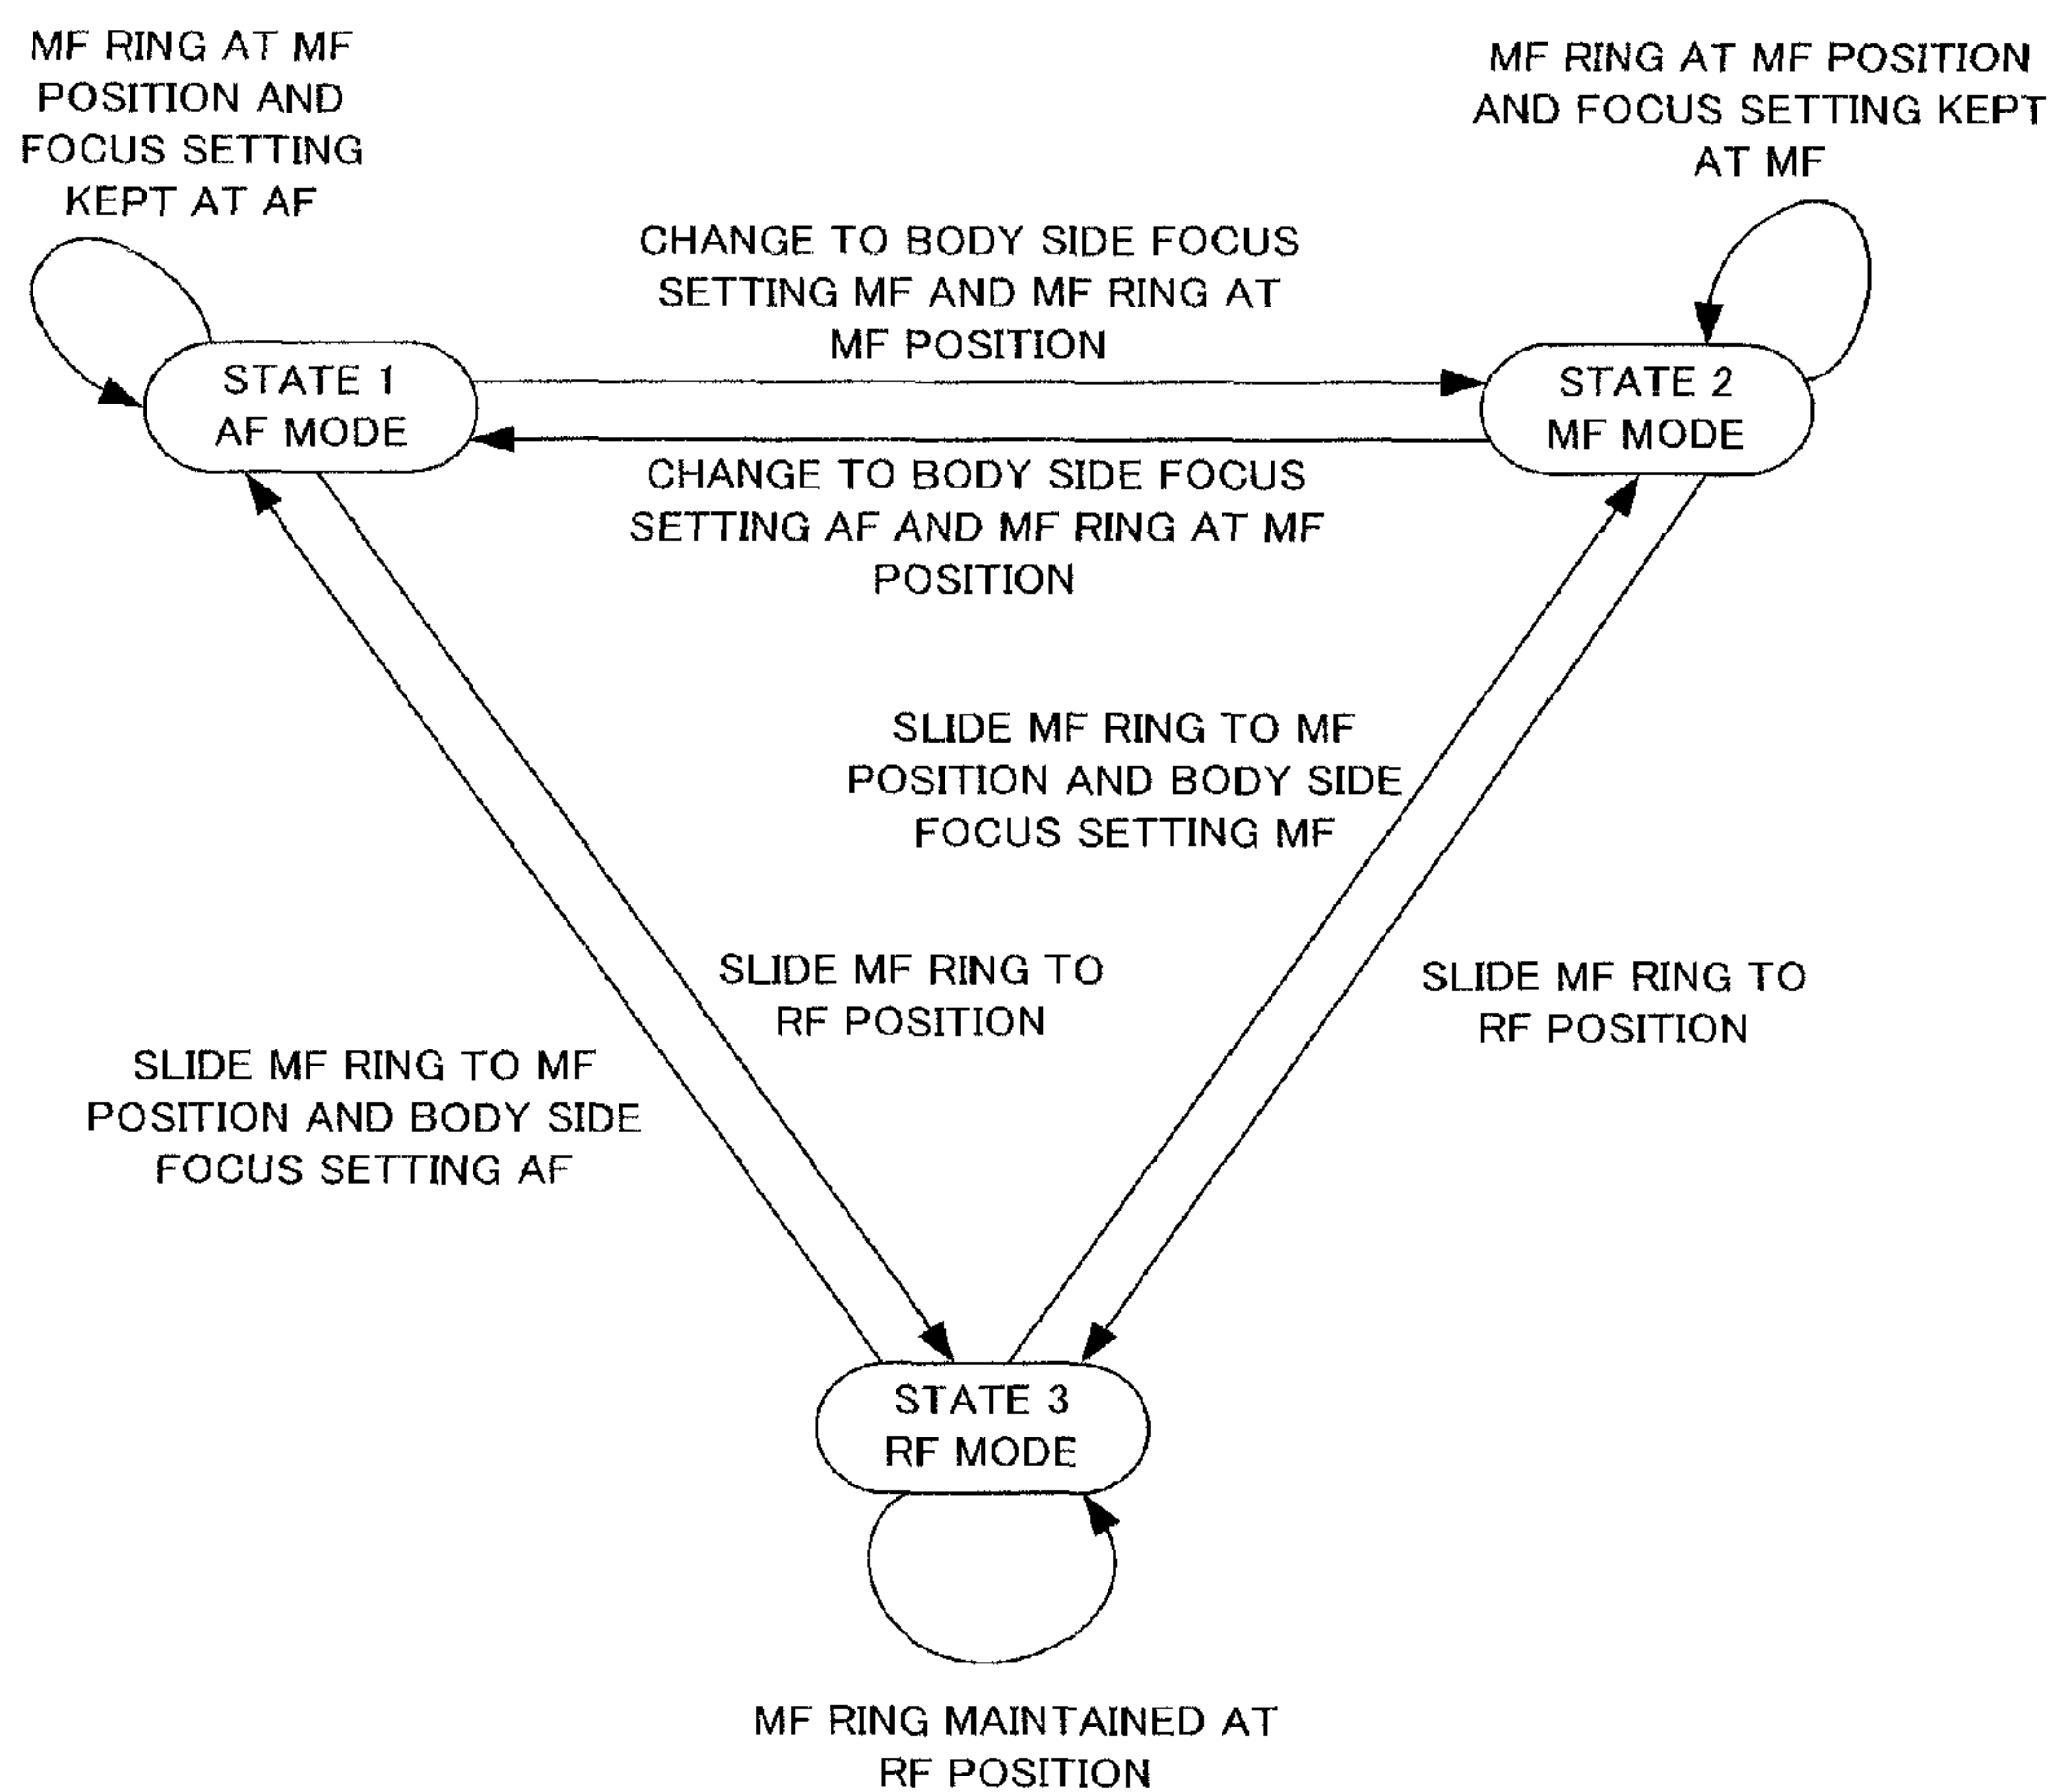 MF RING AT MF
POSITION AND
FOCUS SETTING
KEPT AT AF
MF RING AT MF POSITION
AND FOCUS SETTING KEPT
AT MF
CHANGE TO BODY SIDE FOCUS
SETTING MF AND MF RING AT
MF POSITION
STATE 1
AF MODE
STATE 2
MF MODE
CHANGE TO BODY SIDE FOCUS
SETTING AF AND MF RING AT MF
POSITION
SLIDE MF RING TO MF
POSITION AND BODY SIDE
FOCUS SETTING MF
SLIDE MF RING TO
RF POSITION
SLIDE MF RING TO
RF POSITION
SLIDE MF RING TO MF
POSITION AND BODY SIDE
FOCUS SETTING AF
STATE 3
RF MODE
MF RING MAINTAINED AT
RF POSITION